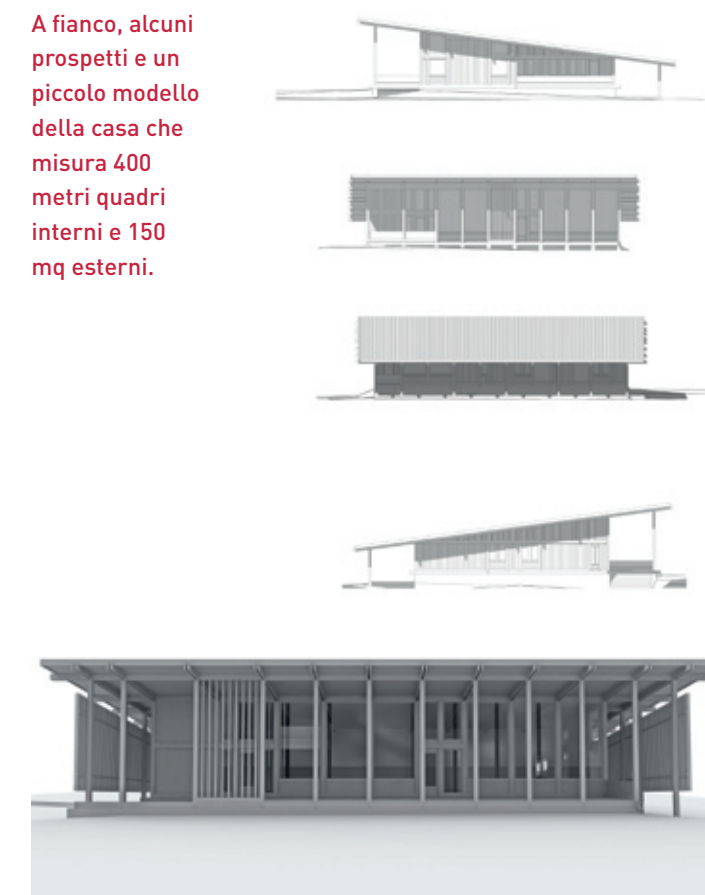 A fianco, alcuni
prospetti e un
piccolo modello
della casa che
misura 400
metri quadri
interni e 150
mq esterni.